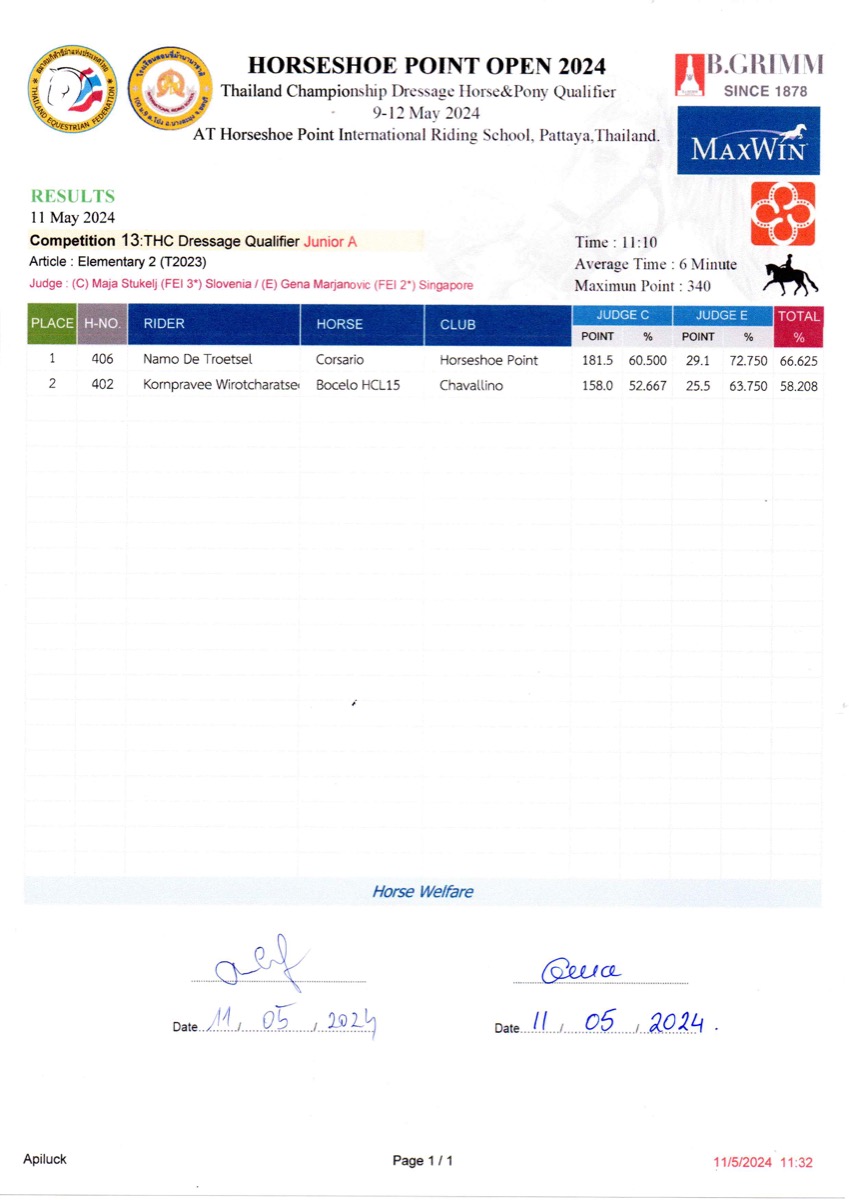 HORSESHOE POINT OPEN 2024
Thailand Championship Dressage Horse&Pony Qualifier
9-12 May 2024
AT Horseshoe Point International Riding School, Pattaya,Thailand.
THAILAND EQUESTRIAN FEDERATION
B.GRIMM
SINCE 1878
MAXWIN
RESULTS
11 May 2024
Competition 13:THC Dressage Qualifier Junior A
Article : Elementary 2 (T2023)
Judge : (C) Maja Stukelj (FEI 3*) Slovenia / (E) Gena Marjanovic (FEI 2*) Singapore
Time : 11:10
Average Time : 6 Minute
Maximun Point : 340
PLACE H-NO. RIDER HORSE CLUB JUDGE C JUDGE E TOTAL
POINT % POINT % %
1 406 Namo De Troetsel Corsario Horseshoe Point 181.5 60.500 29.1 72.750 66.625
2 402 Kornpravee Wirotcharatse Bocelo HCL15 Chavallino 158.0 52.667 25.5 63.750 58.208
Horse Welfare
Date 11, 05, 2024
Date 11, 05, 2024.
Apiluck
Page 1 / 1
11/5/2024 11:32